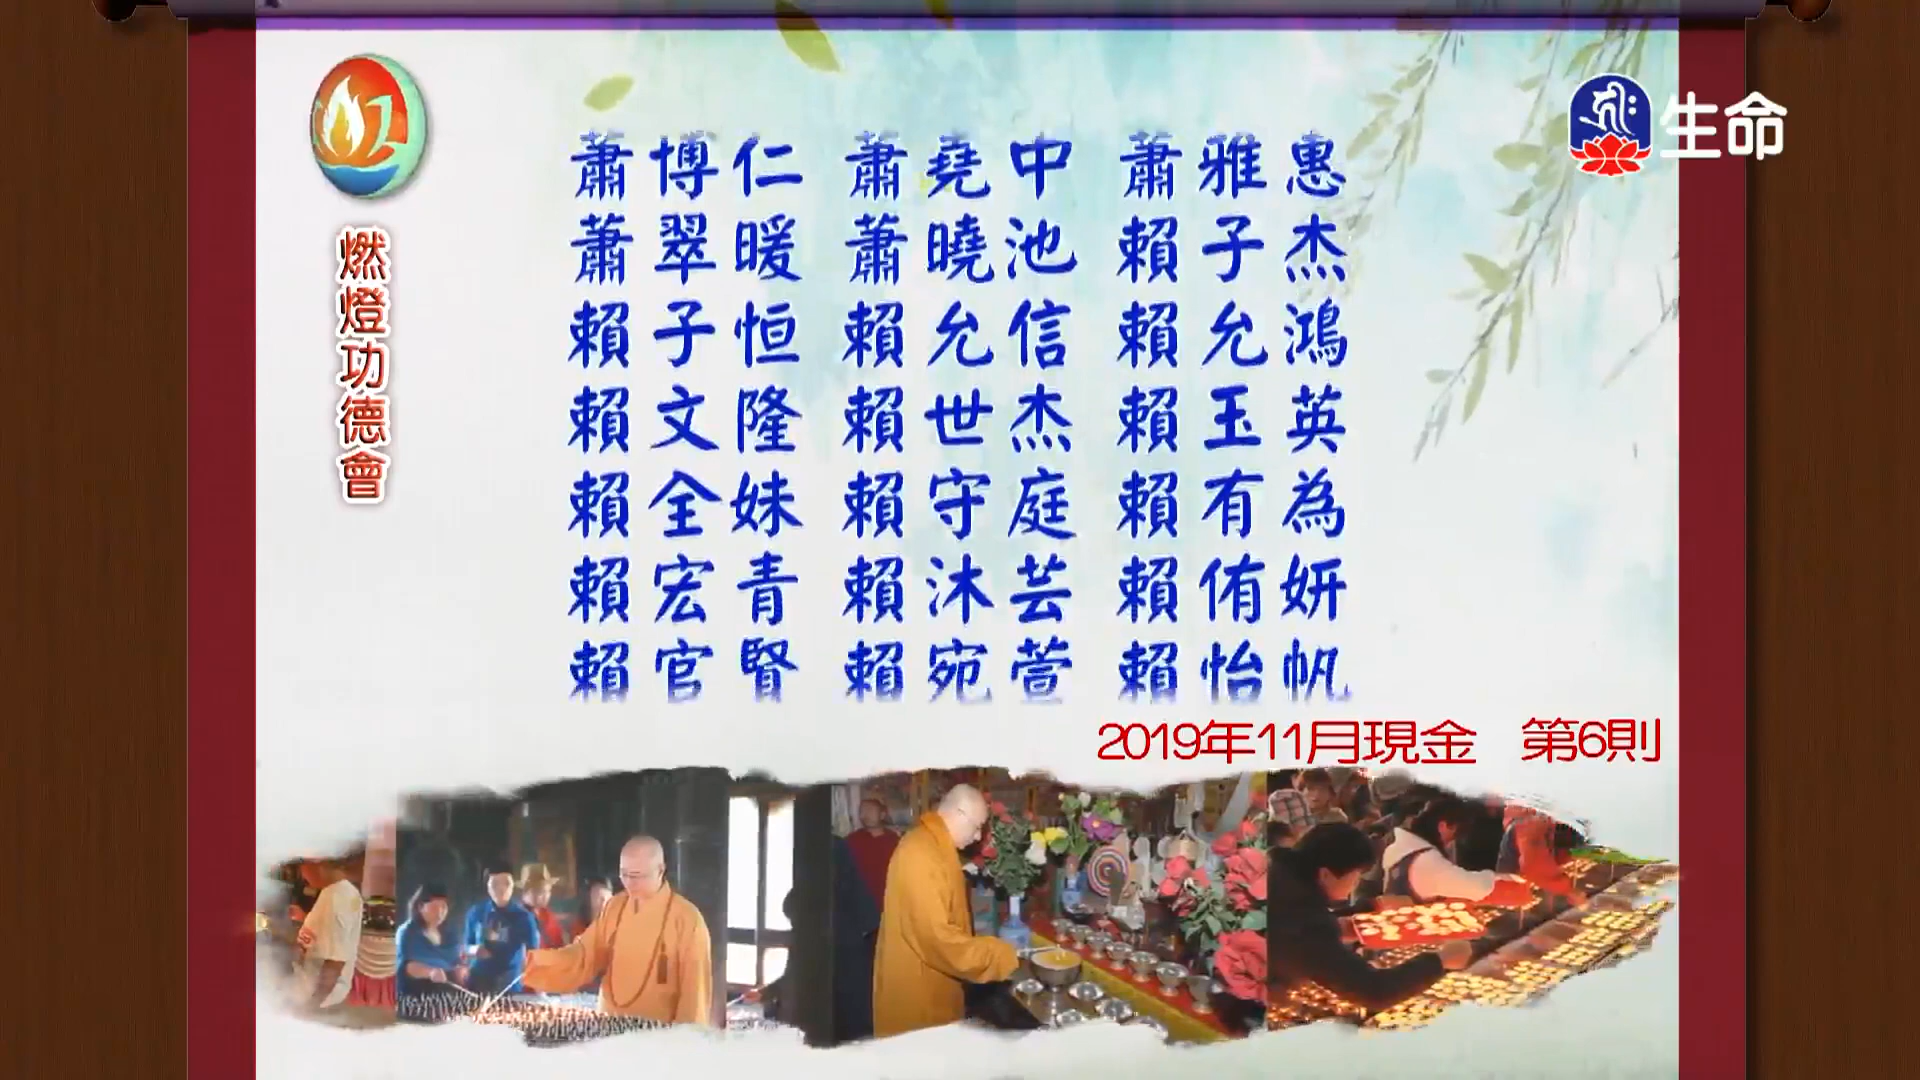 生命
燃燈功德會
蕭博仁 蕭堯中 蕭雅惠
蕭翠暖 蕭曉池 賴子杰
賴子恒 賴允信 賴允鴻
賴文隆 賴世杰 賴玉英
賴全妹 賴守庭 賴有為
賴宏青 賴沐芸 賴侑妍
賴官賢 賴宛萱 賴怡帆
2019年11月現金 第6則